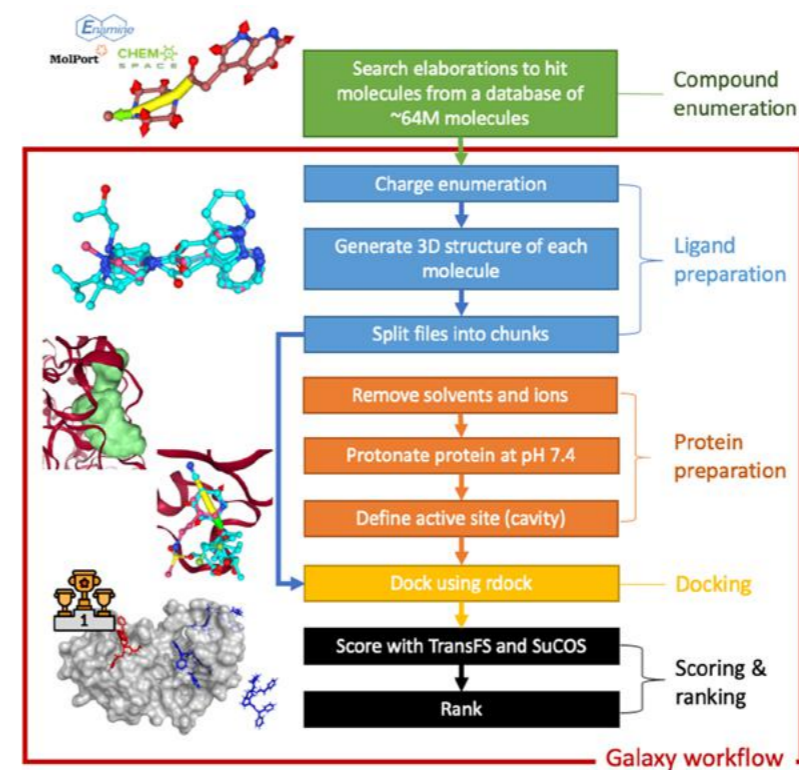 Enamine
MolPort
CHEM
SPACE
Search elaborations to hit
molecules from a database of
~64M molecules
Compound
enumeration
Charge enumeration
Generate 3D structure of each
molecule
Split files into chunks
Ligand
preparation
Remove solvents and ions
Protonate protein at pH 7.4
Define active site (cavity)
Protein
preparation
Dock using rdock
Docking
1
Score with TransFS and SuCOS
Rank
Scoring &
ranking
Galaxy workflow